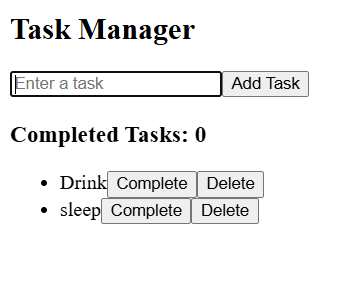 Task Manager
Enter a task Add Task
Completed Tasks: 0
Drink Complete Delete
sleep Complete Delete